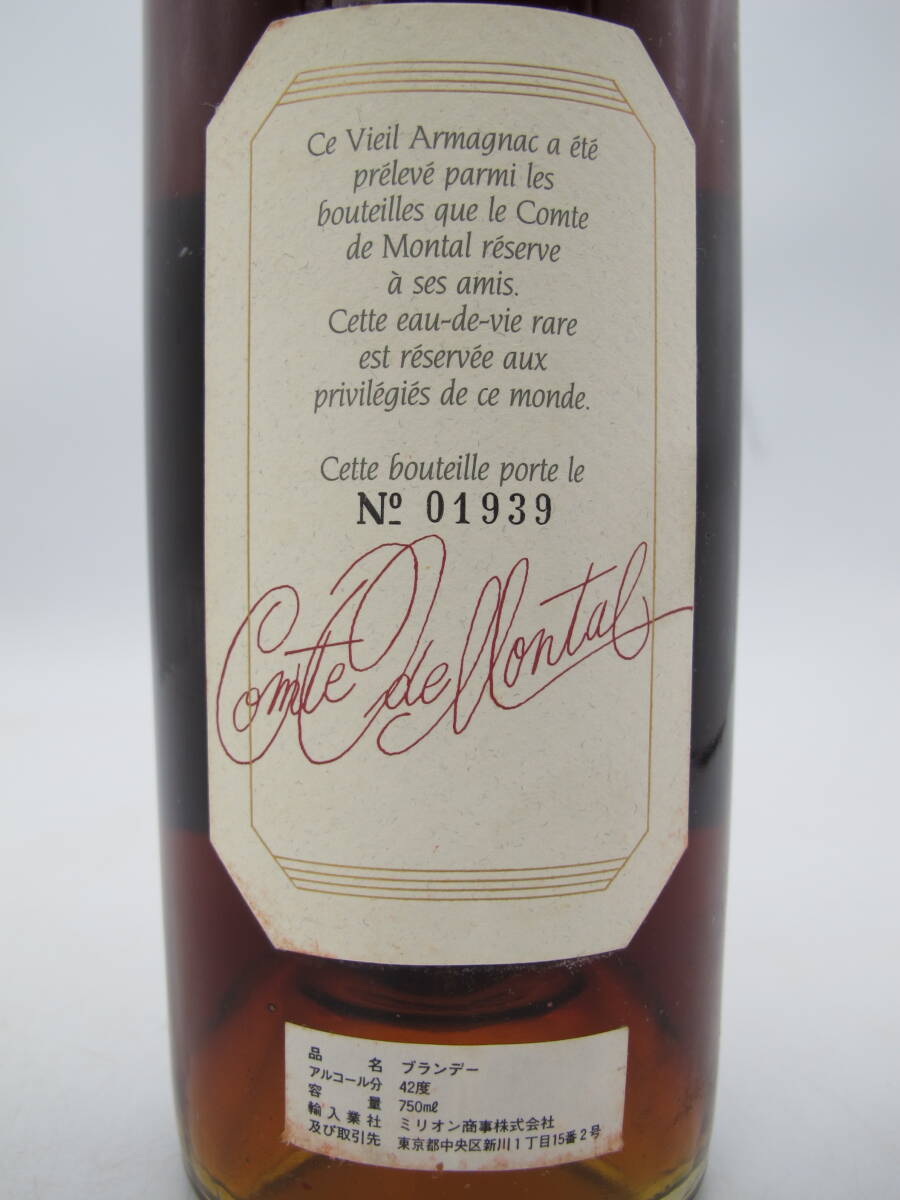 Ce Vieil Armagnac a été
prélevé parmi les
bouteilles que le Comte
de Montal réserve
à ses amis.
Cette eau-de-vie rare
est réservée aux
privilégiés de ce monde.
Cette bouteille porte le
Nº 01939
Comte de Montal
品名 ブランデー
アルコール分 42度
容量 750mℓ
輸入業社 ミリオン商事株式会社
及び取引先 東京都中央区新川1丁目15番2号